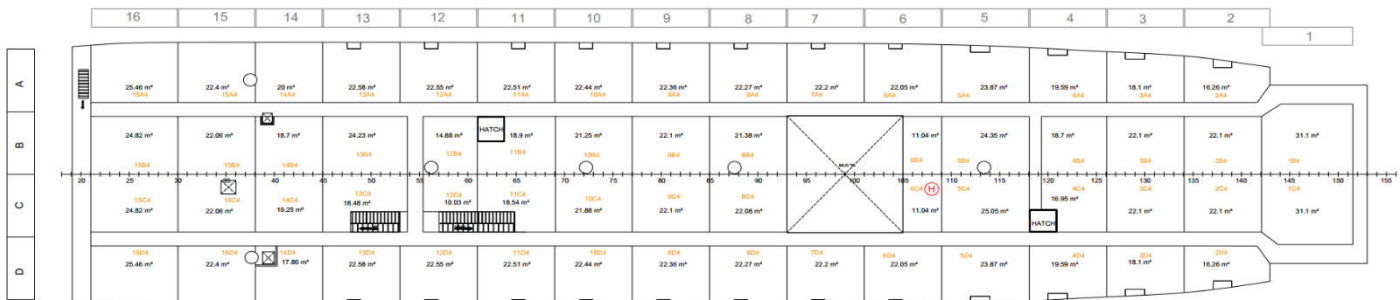 16 15 14 13 12 11 10 9 8 7 6 5 4 3 2
1
A
25.46 m² 22.4 m² 20 m² 22.58 m² 22.55 m² 22.51 m² 22.44 m² 22.36 m² 22.27 m² 22.2 m² 22.05 m² 23.87 m² 19.59 m² 18.1 m² 16.26 m²
15A4 15A4 14A4 13A4 12A4 11A4 10A4 9A4 8A4 7A4 6A4 5A4 4A4 3A4 2A4
B
HATCH
24.82 m² 22.06 m² 18.7 m² 24.23 m² 14.88 m² 18.9 m² 21.25 m² 22.1 m² 21.38 m² 11.04 m² 24.35 m² 18.7 m² 22.1 m² 22.1 m² 31.1 m²
15B4 15B4 14B4 13B4 12B4 11B4 10B4 9B4 8B4 6B4 5B4 4B4 3B4 2B4 1B4
20 30 35 40 45 50 55 60 65 70 75 80 85 90 95 100 105 110 115 120 125 130 135 140 145 150 155
C
H
15C4 15C4 14C4 13C4 12C4 11C4 10C4 9C4 8C4 6C4 5C4 4C4 3C4 2C4 1C4
24.82 m² 22.06 m² 19.25 m² 18.48 m² 10.03 m² 18.54 m² 21.88 m² 22.1 m² 22.08 m² 11.04 m² 25.05 m² 16.95 m² 22.1 m² 22.1 m² 31.1 m²
HATCH
D
15D4 15D4 14D4 13D4 12D4 11D4 10D4 9D4 8D4 7D4 6D4 5D4 4D4 3D4 2D4
25.46 m² 22.4 m² 17.86 m² 22.58 m² 22.55 m² 22.51 m² 22.44 m² 22.36 m² 22.27 m² 22.2 m² 22.05 m² 23.87 m² 19.59 m² 18.1 m² 16.26 m²